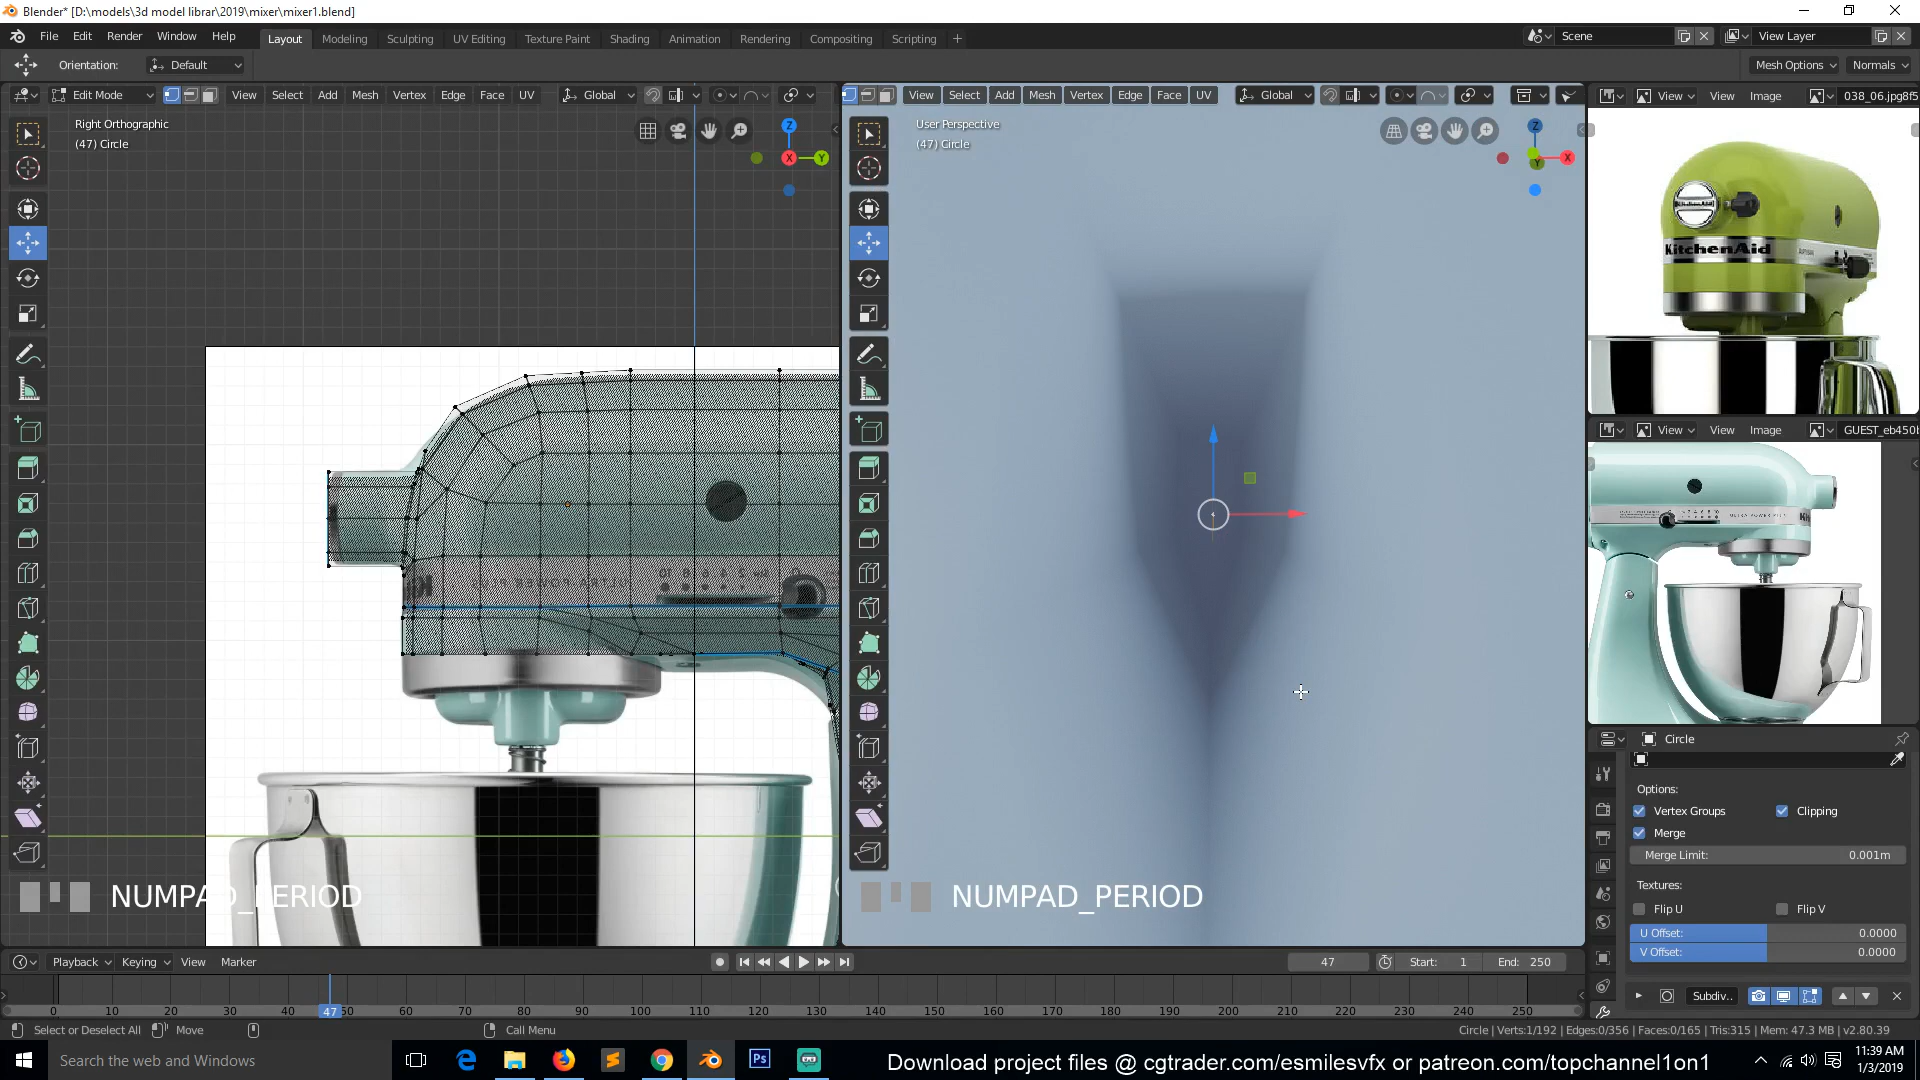 Blender* [D:\models\3d model librar\2019\mixer\mixer1.blend]
File Edit Render Window Help Layout Modeling Sculpting UV Editing Texture Paint Shading Animation Rendering Compositing Scripting + Scene View Layer
Orientation: Default Mesh Options Normals
Edit Mode View Select Add Mesh Vertex Edge Face UV Global
View Select Add Mesh Vertex Edge Face UV Global
View View Image 038_06.jpg8f5
Right Orthographic
(47) Circle
User Perspective
(47) Circle
Z X Y
Z X Y
KitchenAid
View View Image GUEST_eb450b
ULTRA POWER PLUS
NUMPAD_PERIOD
NUMPAD_PERIOD
Circle
Options:
Vertex Groups Clipping
Merge
Merge Limit: 0.001m
Textures:
Flip U Flip V
U Offset: 0.0000
V Offset: 0.0000
Subdiv..
Playback Keying View Marker 47 Start: 1 End: 250
0 10 20 30 40 47 50 60 70 80 90 100 110 120 130 140 150 160 170 180 190 200 210 220 230 240 250
Select or Deselect All Move Call Menu Circle | Verts:1/192 | Edges:0/356 | Faces:0/165 | Tris:315 | Mem: 47.3 MB | v2.80.39
Search the web and Windows
Download project files @ cgtrader.com/esmilesvfx or patreon.com/topchannel1on1
11:39 AM
1/3/2019